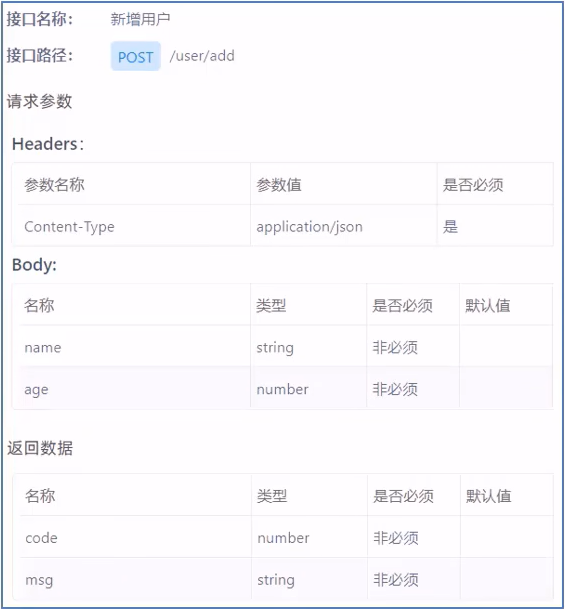 接口名称： 新增用户
接口路径： POST /user/add
请求参数
Headers：
参数名称 参数值 是否必须
Content-Type application/json 是
Body:
名称 类型 是否必须 默认值
name string 非必须
age number 非必须
返回数据
名称 类型 是否必须 默认值
code number 非必须
msg string 非必须